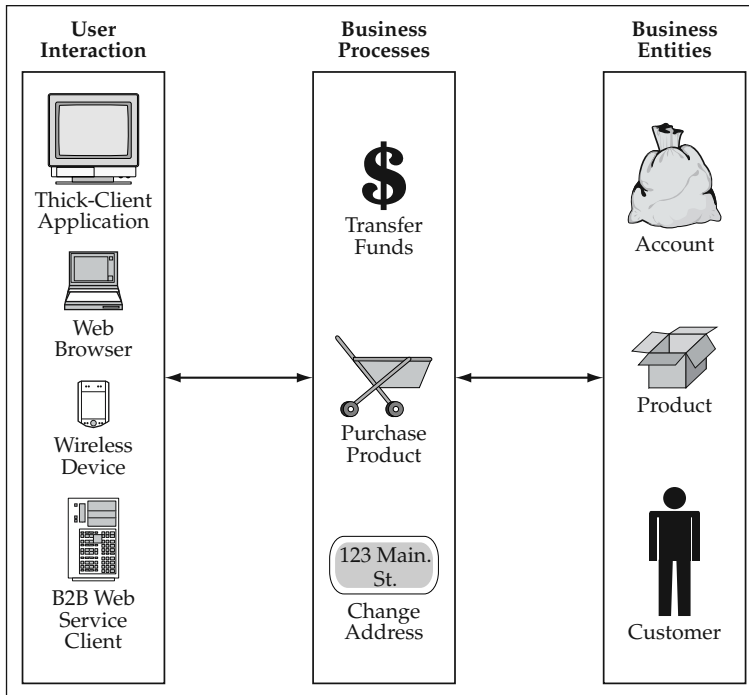 User
Interaction
Thick-Client
Application
Web
Browser
Wireless
Device
B2B Web
Service
Client
Business
Processes
$
Transfer
Funds
Purchase
Product
123 Main.
St.
Change
Address
Business
Entities
Account
Product
Customer